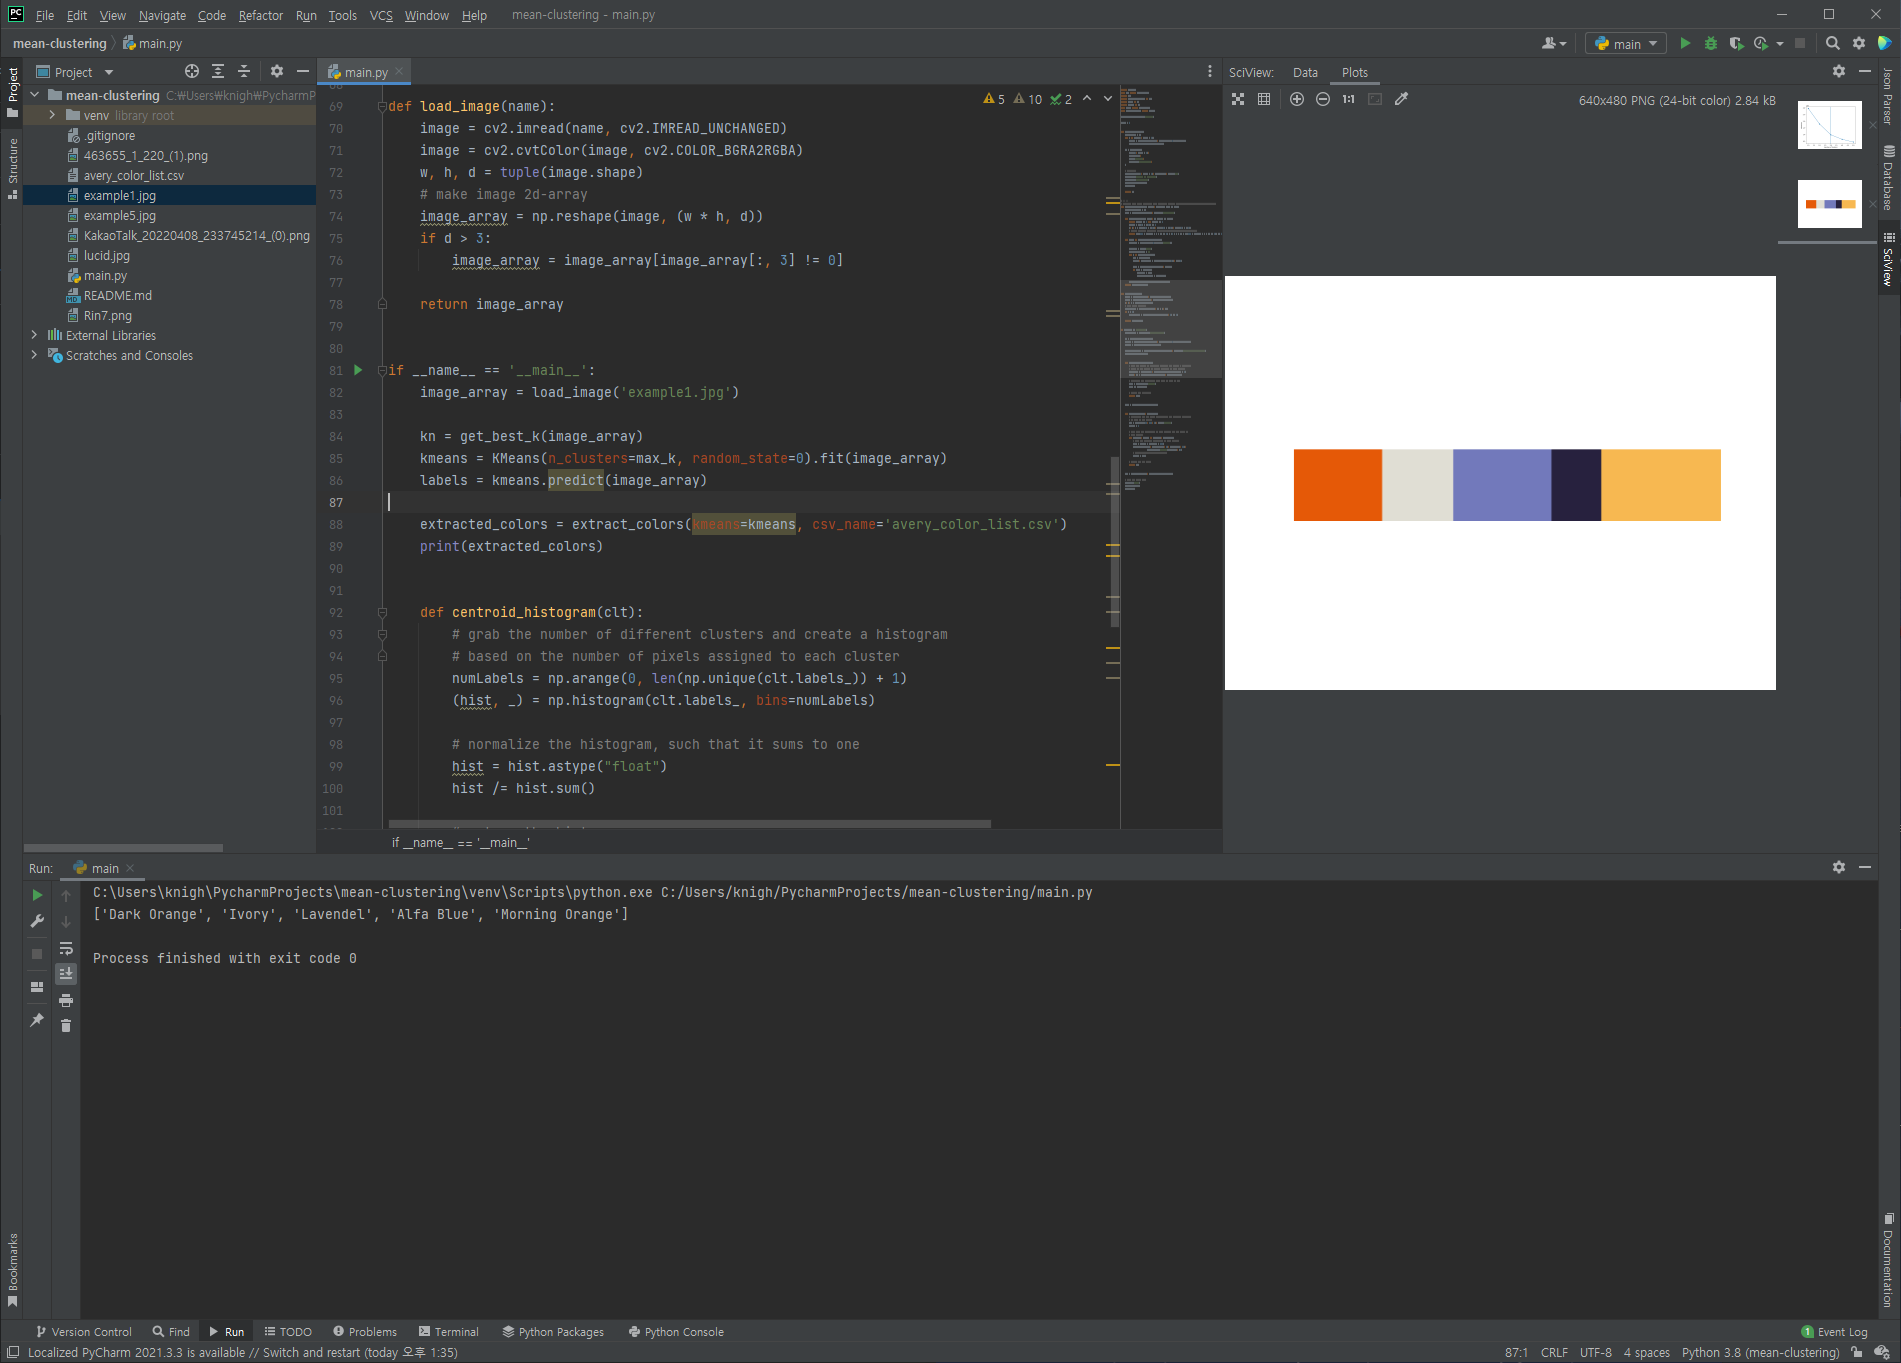 PC File Edit View Navigate Code Refactor Run Tools VCS Window Help mean-clustering - main.py
mean-clustering main.py
main
Project
SciView: Data Plots
main.py
mean-clustering C:₩Users₩knigh₩PycharmP
venv library root
.gitignore
463655_1_220_(1).png
avery_color_list.csv
example1.jpg
example5.jpg
KakaoTalk_20220408_233745214_(0).png
lucid.jpg
main.py
README.md
Rin7.png
External Libraries
Scratches and Consoles
Project
Structure
Bookmarks
5 10 2
69 def load_image(name):
70 image = cv2.imread(name, cv2.IMREAD_UNCHANGED)
71 image = cv2.cvtColor(image, cv2.COLOR_BGRA2RGBA)
72 w, h, d = tuple(image.shape)
73 # make image 2d-array
74 image_array = np.reshape(image, (w * h, d))
75 if d > 3:
76 image_array = image_array[image_array[:, 3] != 0]
77
78 return image_array
79
80
81 if __name__ == '__main__':
82 image_array = load_image('example1.jpg')
83
84 kn = get_best_k(image_array)
85 kmeans = KMeans(n_clusters=max_k, random_state=0).fit(image_array)
86 labels = kmeans.predict(image_array)
87
88 extracted_colors = extract_colors(kmeans=kmeans, csv_name='avery_color_list.csv')
89 print(extracted_colors)
90
91
92 def centroid_histogram(clt):
93 # grab the number of different clusters and create a histogram
94 # based on the number of pixels assigned to each cluster
95 numLabels = np.arange(0, len(np.unique(clt.labels_)) + 1)
96 (hist, _) = np.histogram(clt.labels_, bins=numLabels)
97
98 # normalize the histogram, such that it sums to one
99 hist = hist.astype("float")
100 hist /= hist.sum()
101
if __name__ == '__main__'
1:1
640x480 PNG (24-bit color) 2.84 kB
Json Parser
Database
SciView
Documentation
Run: main
C:\Users\knigh\PycharmProjects\mean-clustering\venv\Scripts\python.exe C:/Users/knigh/PycharmProjects/mean-clustering/main.py
['Dark Orange', 'Ivory', 'Lavendel', 'Alfa Blue', 'Morning Orange']
Process finished with exit code 0
Version Control Find Run TODO Problems Terminal Python Packages Python Console 1 Event Log
Localized PyCharm 2021.3.3 is available // Switch and restart (today 오후 1:35) 87:1 CRLF UTF-8 4 spaces Python 3.8 (mean-clustering)